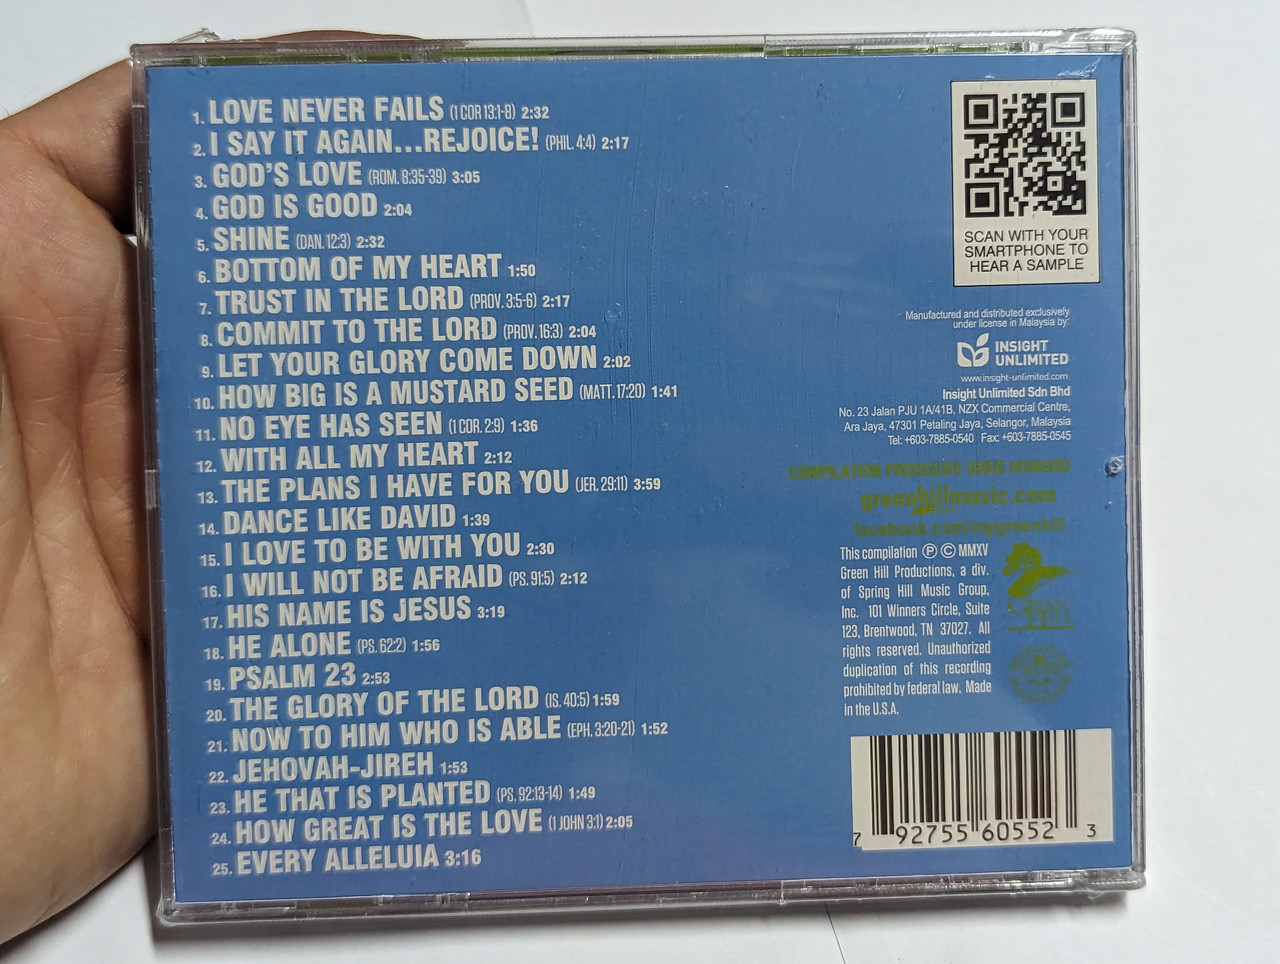 1. LOVE NEVER FAILS (1 COR 13:1-8) 2:32
2. I SAY IT AGAIN...REJOICE! (PHIL. 4:4) 2:17
3. GOD'S LOVE (ROM. 8:35-39) 3:05
4. GOD IS GOOD 2:04
5. SHINE (DAN. 12:3) 2:32
6. BOTTOM OF MY HEART 1:50
7. TRUST IN THE LORD (PROV. 3:5-6) 2:17
8. COMMIT TO THE LORD (PROV. 16:3) 2:04
9. LET YOUR GLORY COME DOWN 2:02
10. HOW BIG IS A MUSTARD SEED (MATT. 17:20) 1:41
11. NO EYE HAS SEEN (1 COR. 2:9) 1:36
12. WITH ALL MY HEART 2:12
13. THE PLANS I HAVE FOR YOU (JER. 29:11) 3:59
14. DANCE LIKE DAVID 1:39
15. I LOVE TO BE WITH YOU 2:30
16. I WILL NOT BE AFRAID (PS. 91:5) 2:12
17. HIS NAME IS JESUS 3:19
18. HE ALONE (PS. 62:2) 1:56
19. PSALM 23 2:53
20. THE GLORY OF THE LORD (IS. 40:5) 1:59
21. NOW TO HIM WHO IS ABLE (EPH. 3:20-21) 1:52
22. JEHOVAH-JIREH 1:53
23. HE THAT IS PLANTED (PS. 92:13-14) 1:49
24. HOW GREAT IS THE LOVE (1 JOHN 3:1) 2:05
25. EVERY ALLELUIA 3:16
SCAN WITH YOUR
SMARTPHONE TO
HEAR A SAMPLE
Manufactured and distributed exclusively
under license in Malaysia by:
INSIGHT
UNLIMITED
www.insight-unlimited.com
Insight Unlimited Sdn Bhd
No. 23 Jalan PJU 1A/41B, NZX Commercial Centre,
Ara Jaya, 47301 Petaling Jaya, Selangor, Malaysia
Tel: +603-7885-0540 Fax: +603-7885-0545
COMPILATION PRODUCER: GREG HOWARD
greenhillmusic.com
facebook.com/mygreenhill
This compilation Ⓟ © MMXV
Green Hill Productions, a div.
of Spring Hill Music Group,
Inc. 101 Winners Circle, Suite
123, Brentwood, TN 37027. All
rights reserved. Unauthorized
duplication of this recording
prohibited by federal law. Made
in the U.S.A.
7 92755 60552 3